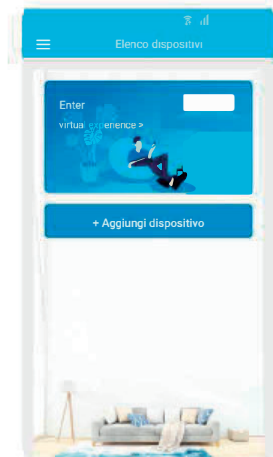 Elenco dispositivi
Enter
virtual experience >
+ Aggiungi dispositivo